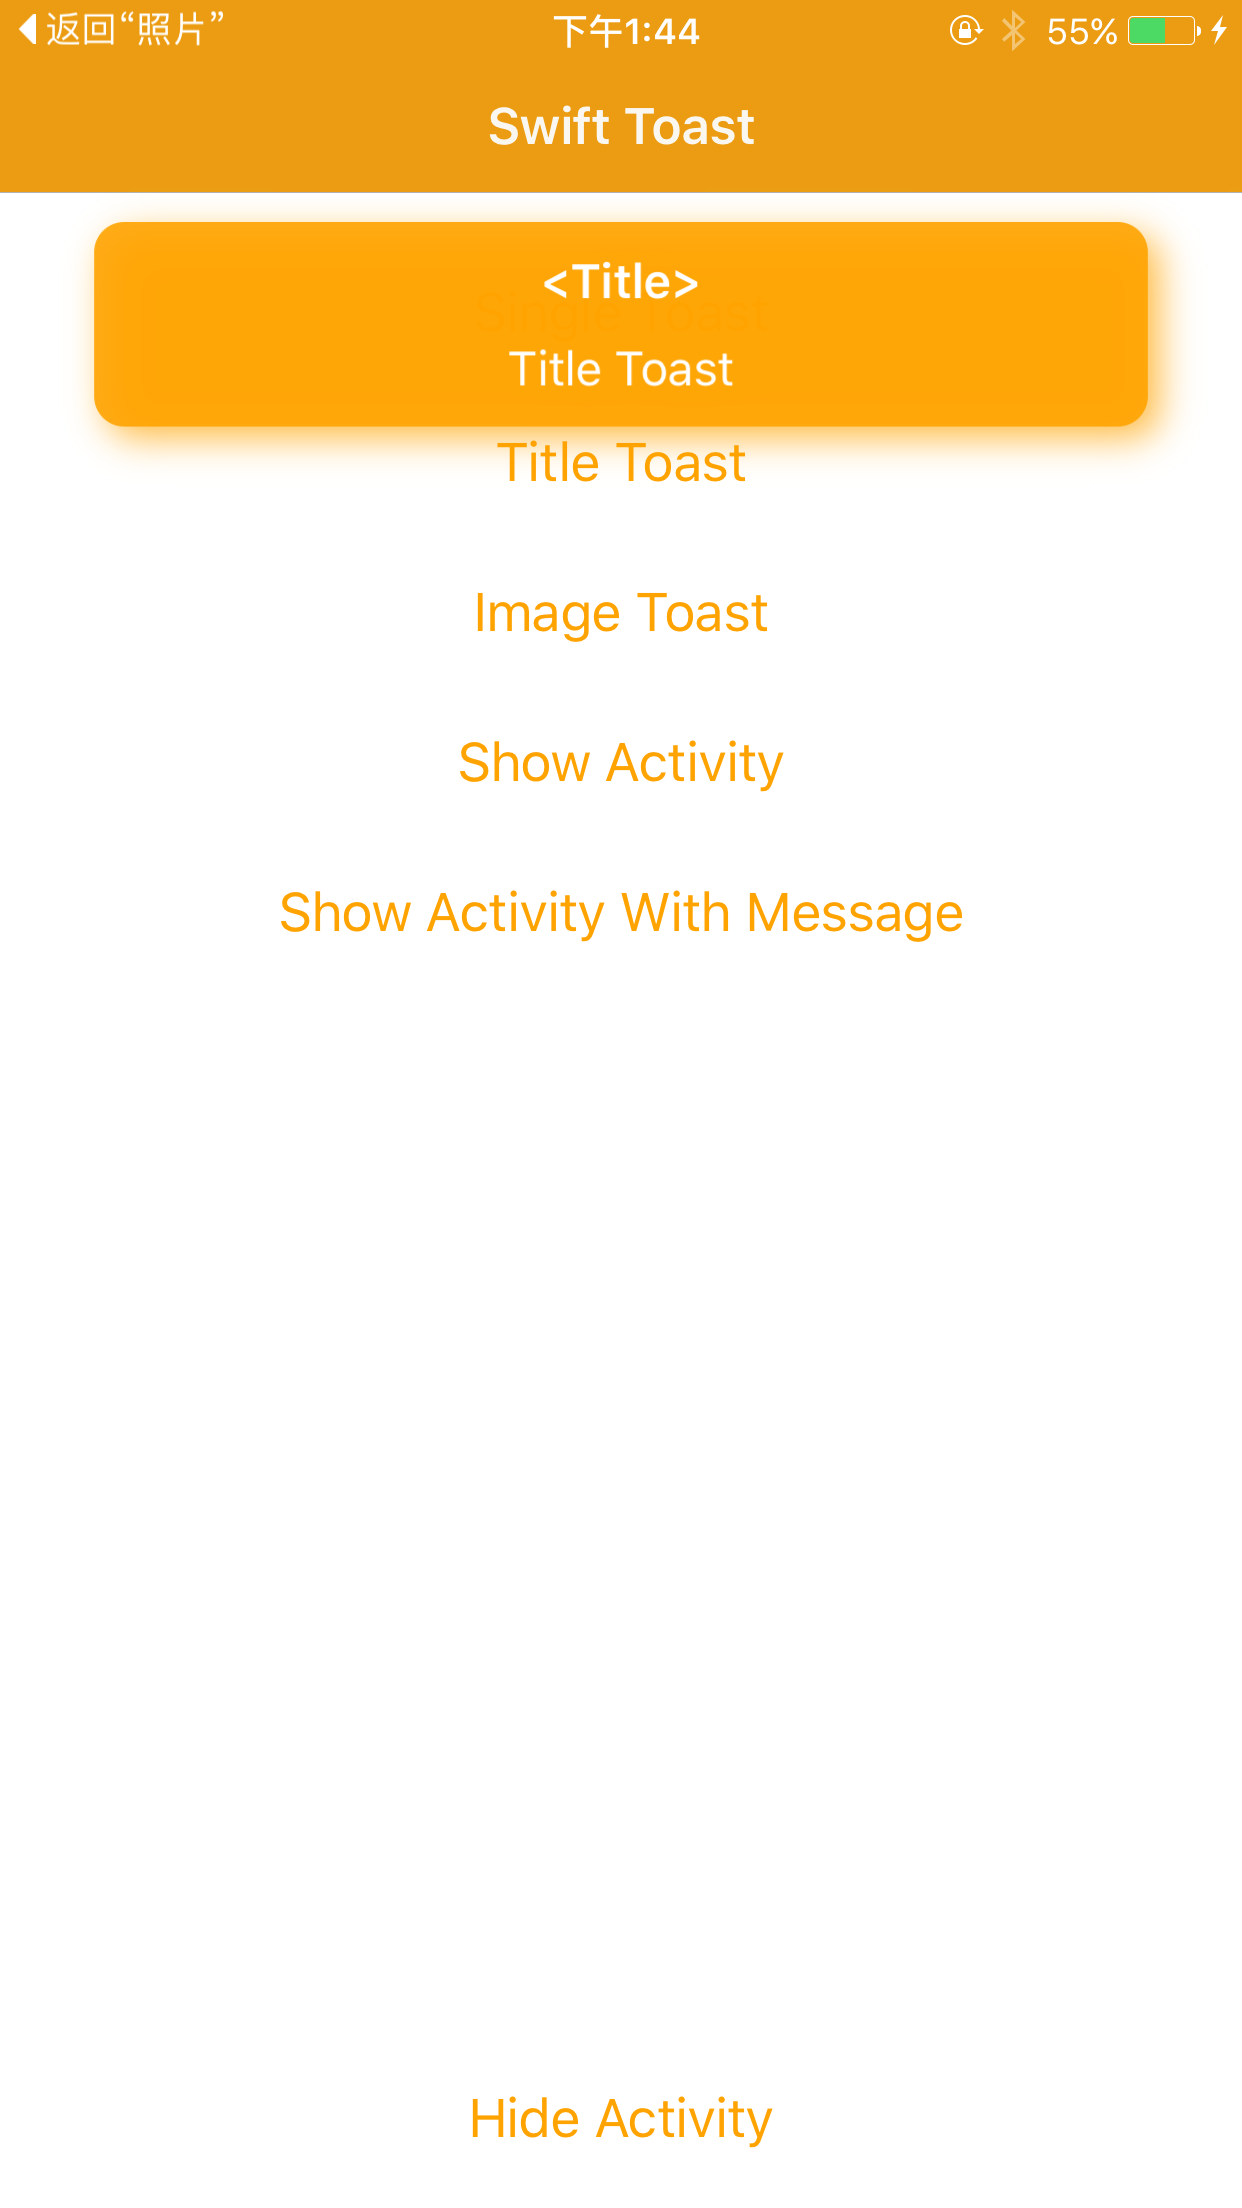 返回“照片”
下午1:44
55%
Swift Toast
<Title>
Single Toast
Title Toast
Title Toast
Image Toast
Show Activity
Show Activity With Message
Hide Activity